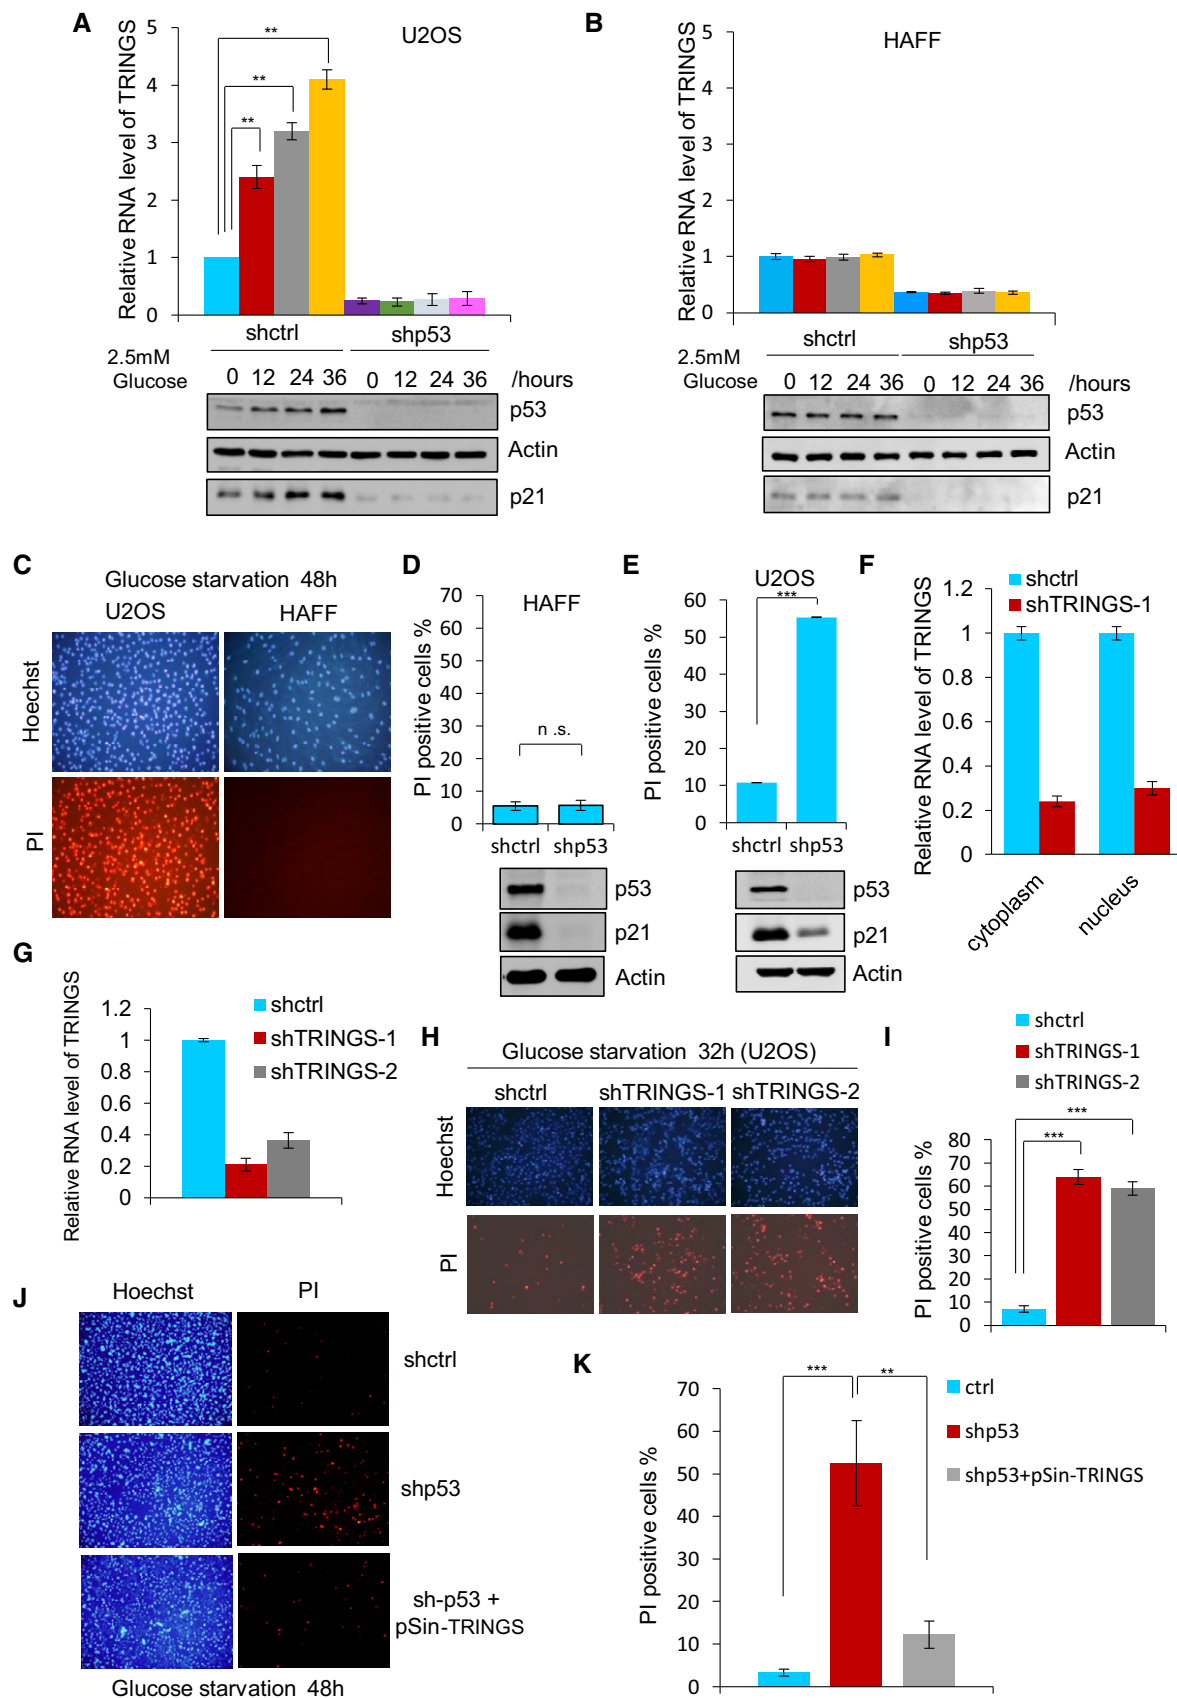 A
U2OS
Relative RNA level of TRINGS
5
4
3
2
1
0
**
**
**
shctrl shp53
2.5mM
Glucose
0 12 24 36 0 12 24 36 /hours
p53
Actin
p21
B
HAFF
Relative RNA level of TRINGS
5
4
3
2
1
0
shctrl shp53
2.5mM
Glucose
0 12 24 36 0 12 24 36 /hours
p53
Actin
p21
C
Glucose starvation 48h
U2OS HAFF
Hoechst
PI
D
HAFF
PI positive cells %
70
60
50
40
30
20
10
0
n .s.
shctrl shp53
p53
p21
Actin
E
U2OS
PI positive cells %
60
50
40
30
20
10
0
***
shctrl shp53
p53
p21
Actin
F
shctrl
shTRINGS-1
Relative RNA level of TRINGS
1.2
1
0.8
0.6
0.4
0.2
0
cytoplasm
nucleus
G
Relative RNA level of TRINGS
1.2
1
0.8
0.6
0.4
0.2
0
shctrl
shTRINGS-1
shTRINGS-2
H
Glucose starvation 32h (U2OS)
shctrl shTRINGS-1 shTRINGS-2
Hoechst
PI
I
shctrl
shTRINGS-1
shTRINGS-2
PI positive cells %
80
70
60
50
40
30
20
10
0
***
***
J
Hoechst PI
shctrl
shp53
sh-p53 +
pSin-TRINGS
Glucose starvation 48h
K
PI positive cells %
70
60
50
40
30
20
10
0
*** **
ctrl
shp53
shp53+pSin-TRINGS